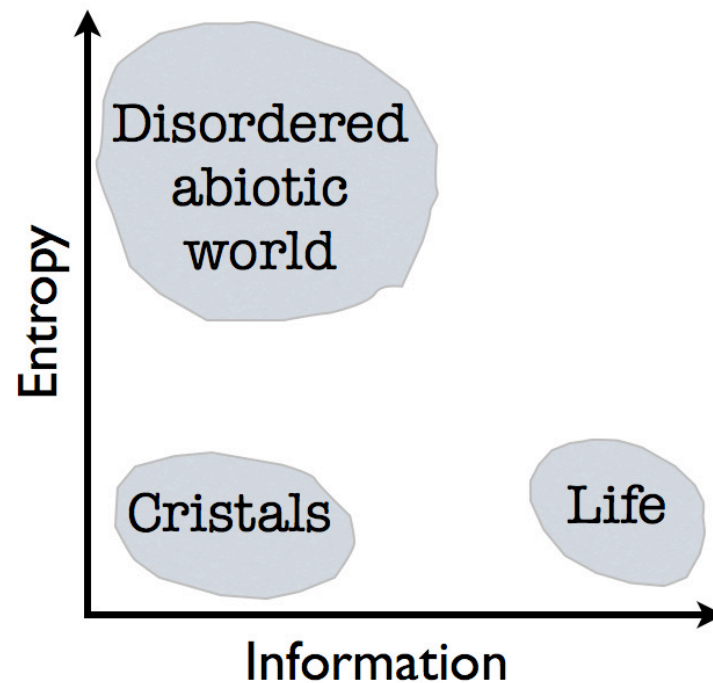 Entropy
Disordered
abiotic
world
Cristals
Life
Information